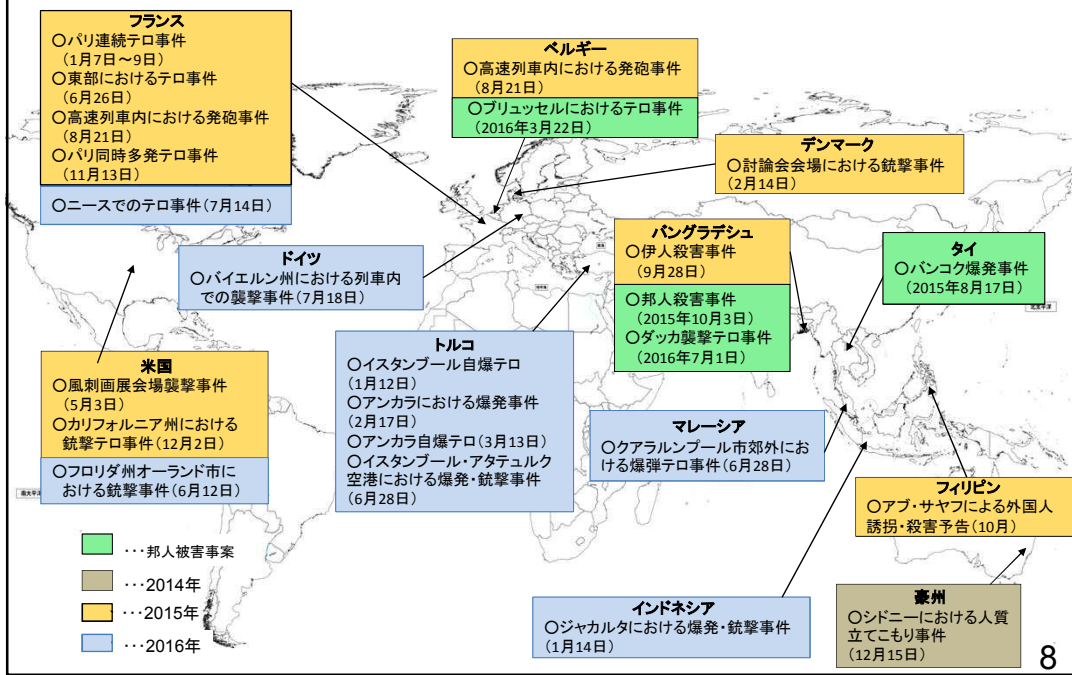 フランス
○パリ連続テロ事件
(1月7日～9日)
○東部におけるテロ事件
(6月26日)
○高速列車内における発砲事件
(8月21日)
○パリ同時多発テロ事件
(11月13日)
○ニースでのテロ事件(7月14日)
ベルギー
○高速列車内における発砲事件
(8月21日)
○ブリュッセルにおけるテロ事件
(2016年3月22日)
デンマーク
○討論会会場における銃撃事件
(2月14日)
ドイツ
○バイエルン州における列車内
での襲撃事件(7月18日)
バングラデシュ
○伊人殺害事件
(9月28日)
○邦人殺害事件
(2015年10月3日)
○ダッカ襲撃テロ事件
(2016年7月1日)
タイ
○バンコク爆発事件
(2015年8月17日)
北太平洋
米国
○風刺画展会場襲撃事件
(5月3日)
○カリフォルニア州における
銃撃テロ事件(12月2日)
○フロリダ州オーランド市に
おける銃撃事件(6月12日)
南太平洋
トルコ
○イスタンブール自爆テロ
(1月12日)
○アンカラにおける爆発事件
(2月17日)
○アンカラ自爆テロ(3月13日)
○イスタンブール・アタテュルク
空港における爆発・銃撃事件
(6月28日)
マレーシア
○クアラルンプール市郊外にお
ける爆弾テロ事件(6月28日)
フィリピン
○アブ・サヤフによる外国人
誘拐・殺害予告(10月)
インドネシア
○ジャカルタにおける爆発・銃撃事件
(1月14日)
豪州
○シドニーにおける人質
立てこもり事件
(12月15日)
･･･邦人被害事案
･･･2014年
･･･2015年
･･･2016年
8